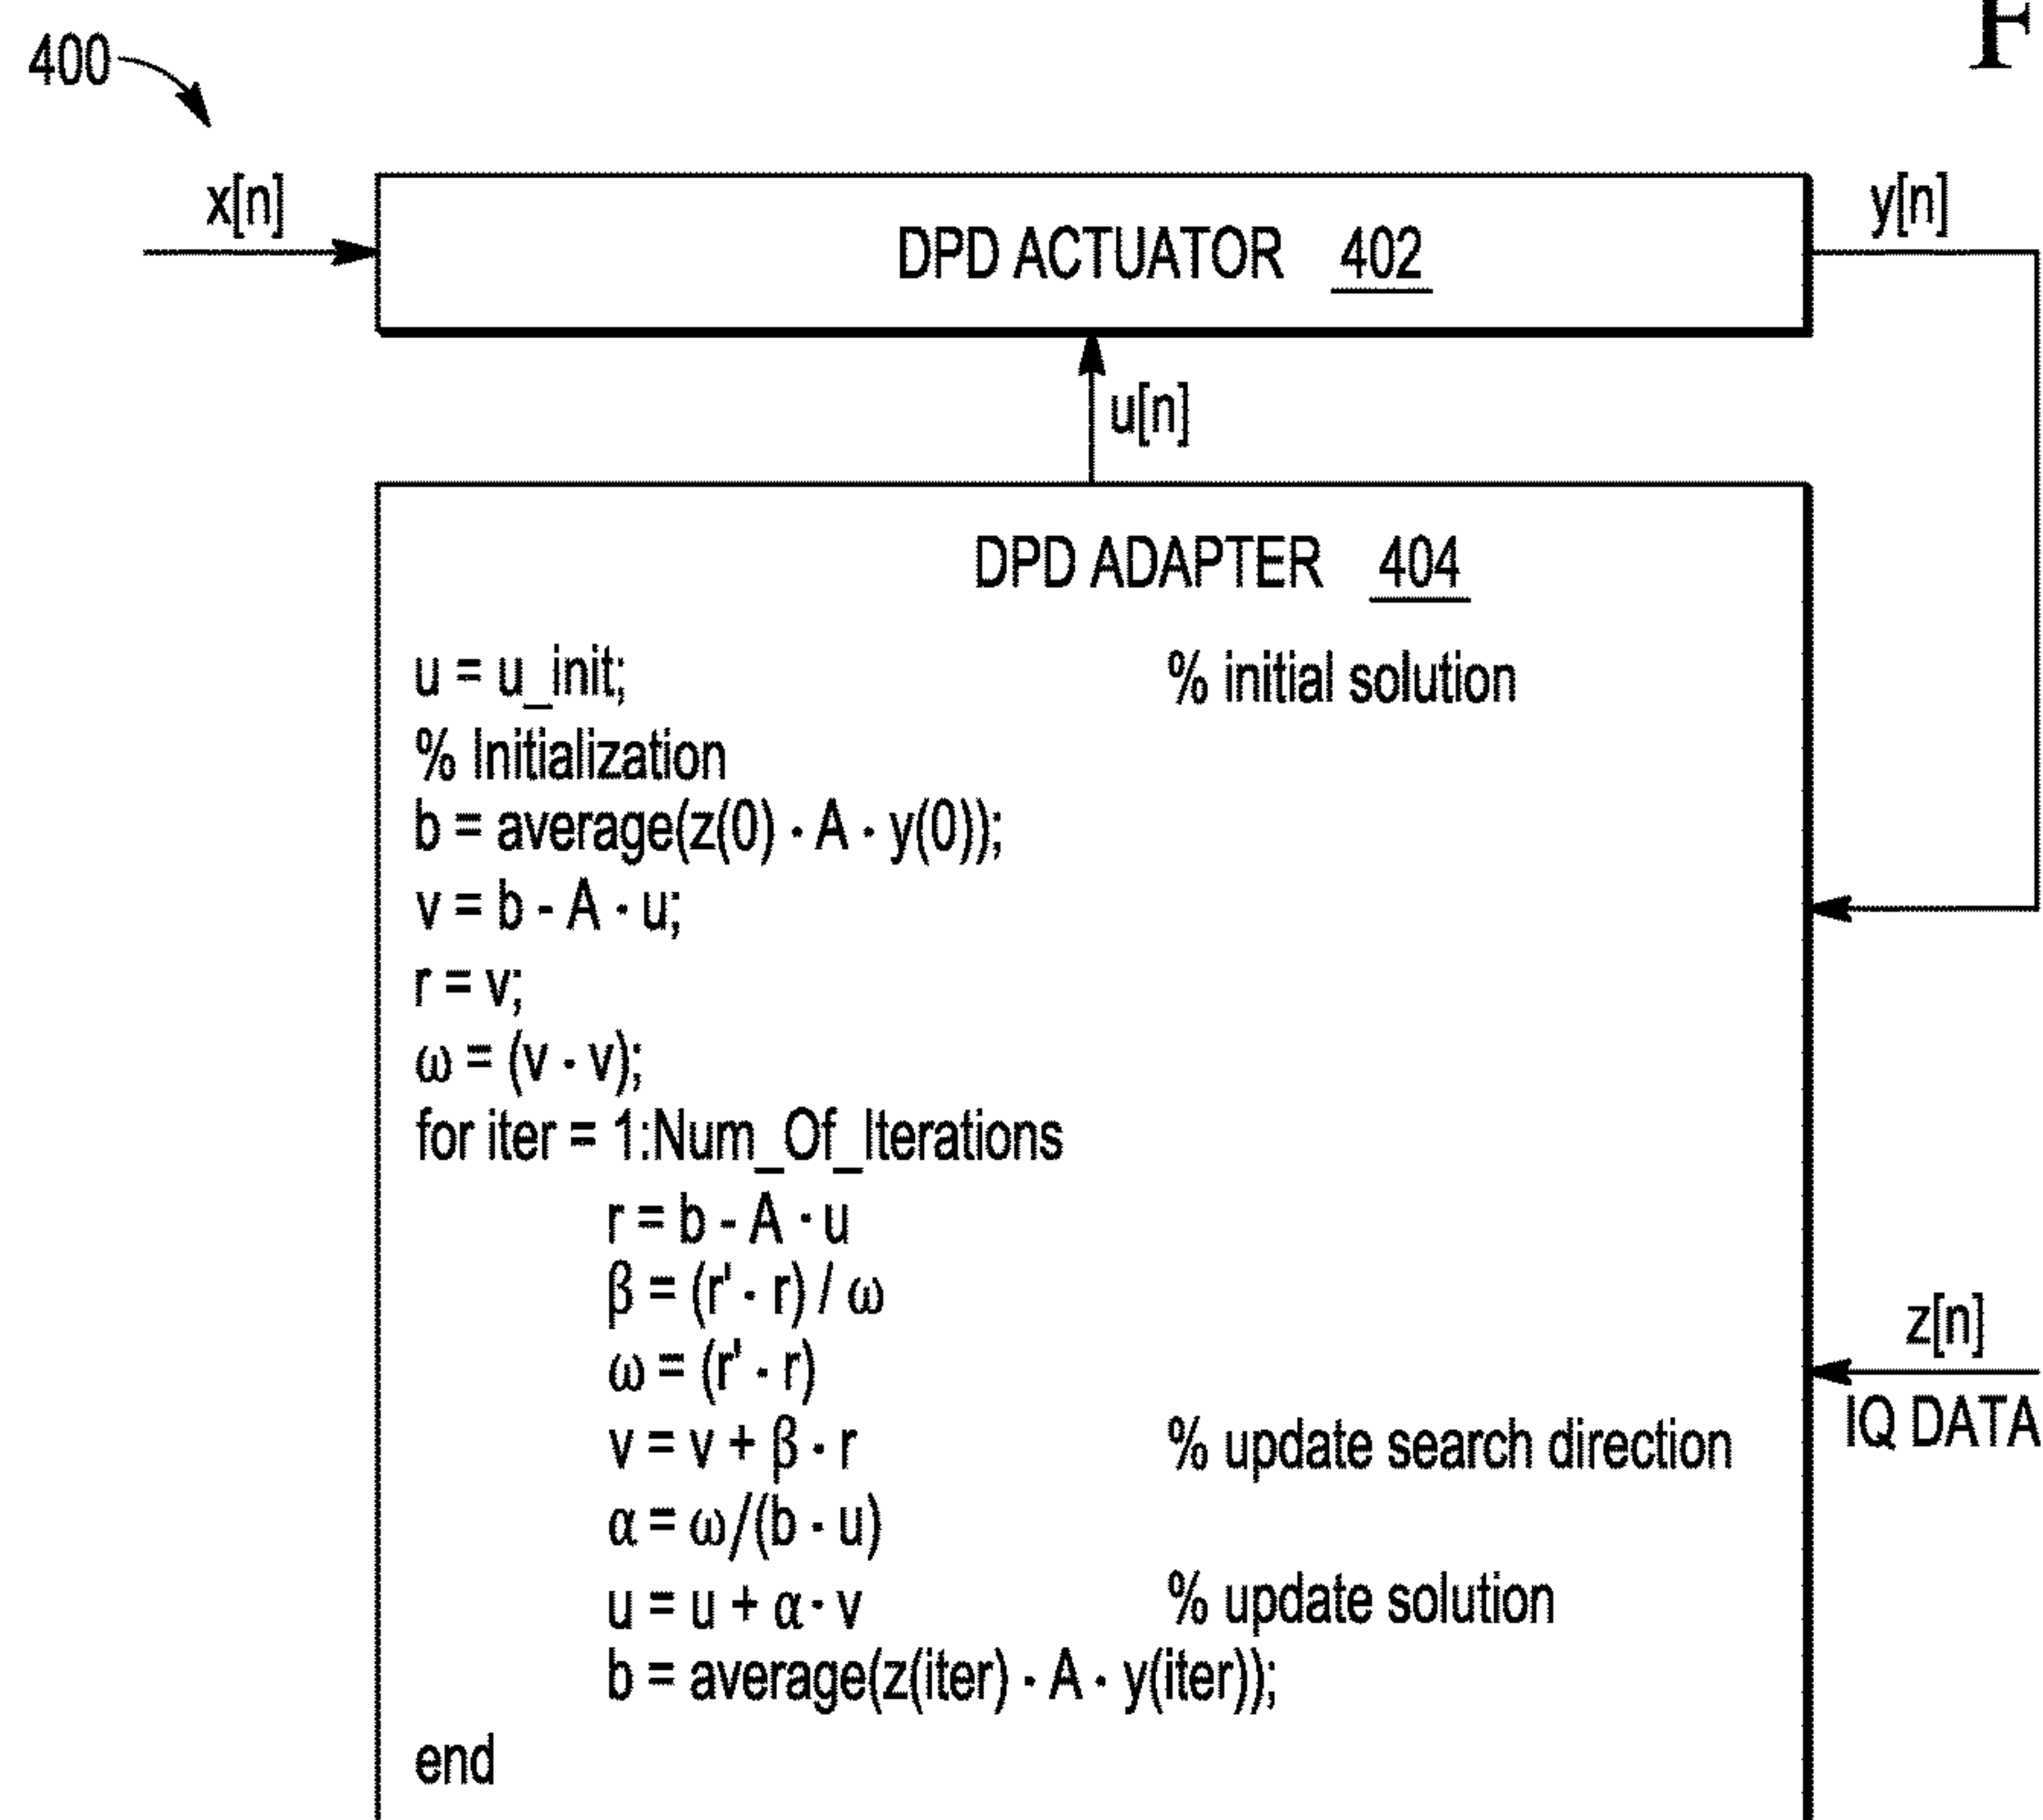 F
400
x[n]
y[n]
DPD ACTUATOR 402
u[n]
DPD ADAPTER 404
u = u_init; % initial solution
% Initialization
b = average(z(0) · A · y(0));
v = b - A · u;
r = v;
ω = (v · v);
for iter = 1:Num_Of_Iterations
r = b - A · u
β = (r' · r) / ω
ω = (r' · r)
v = v + β · r % update search direction
α = ω/(b · u)
u = u + α · v % update solution
b = average(z(iter) · A · y(iter));
end
z[n]
IQ DATA